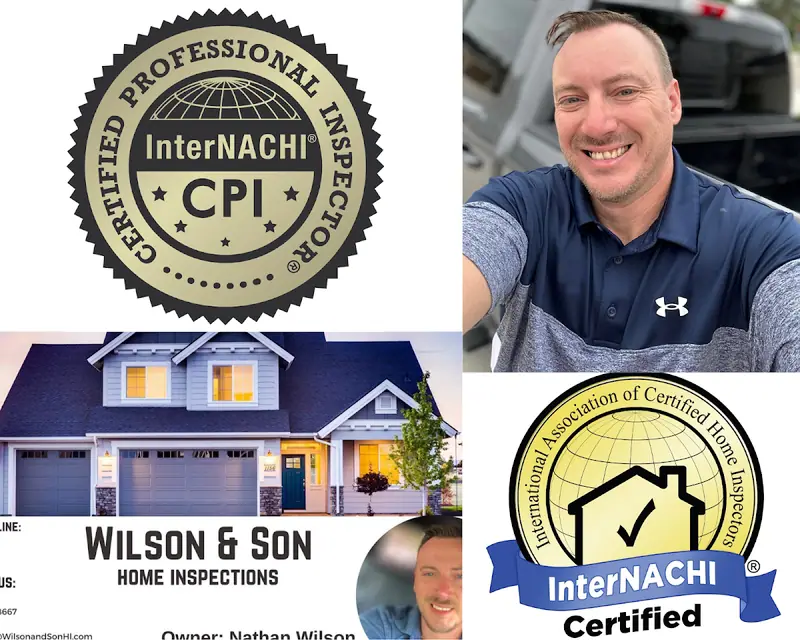 CERTIFIED PROFESSIONAL INSPECTOR®
InterNACHI®
CPI
LINE:
WILSON & SON
HOME INSPECTIONS
US:
3667
@WilsonandSonHI.com
Owner: Nathan Wilson
International Association of Certified Home Inspectors
InterNACHI®
Certified